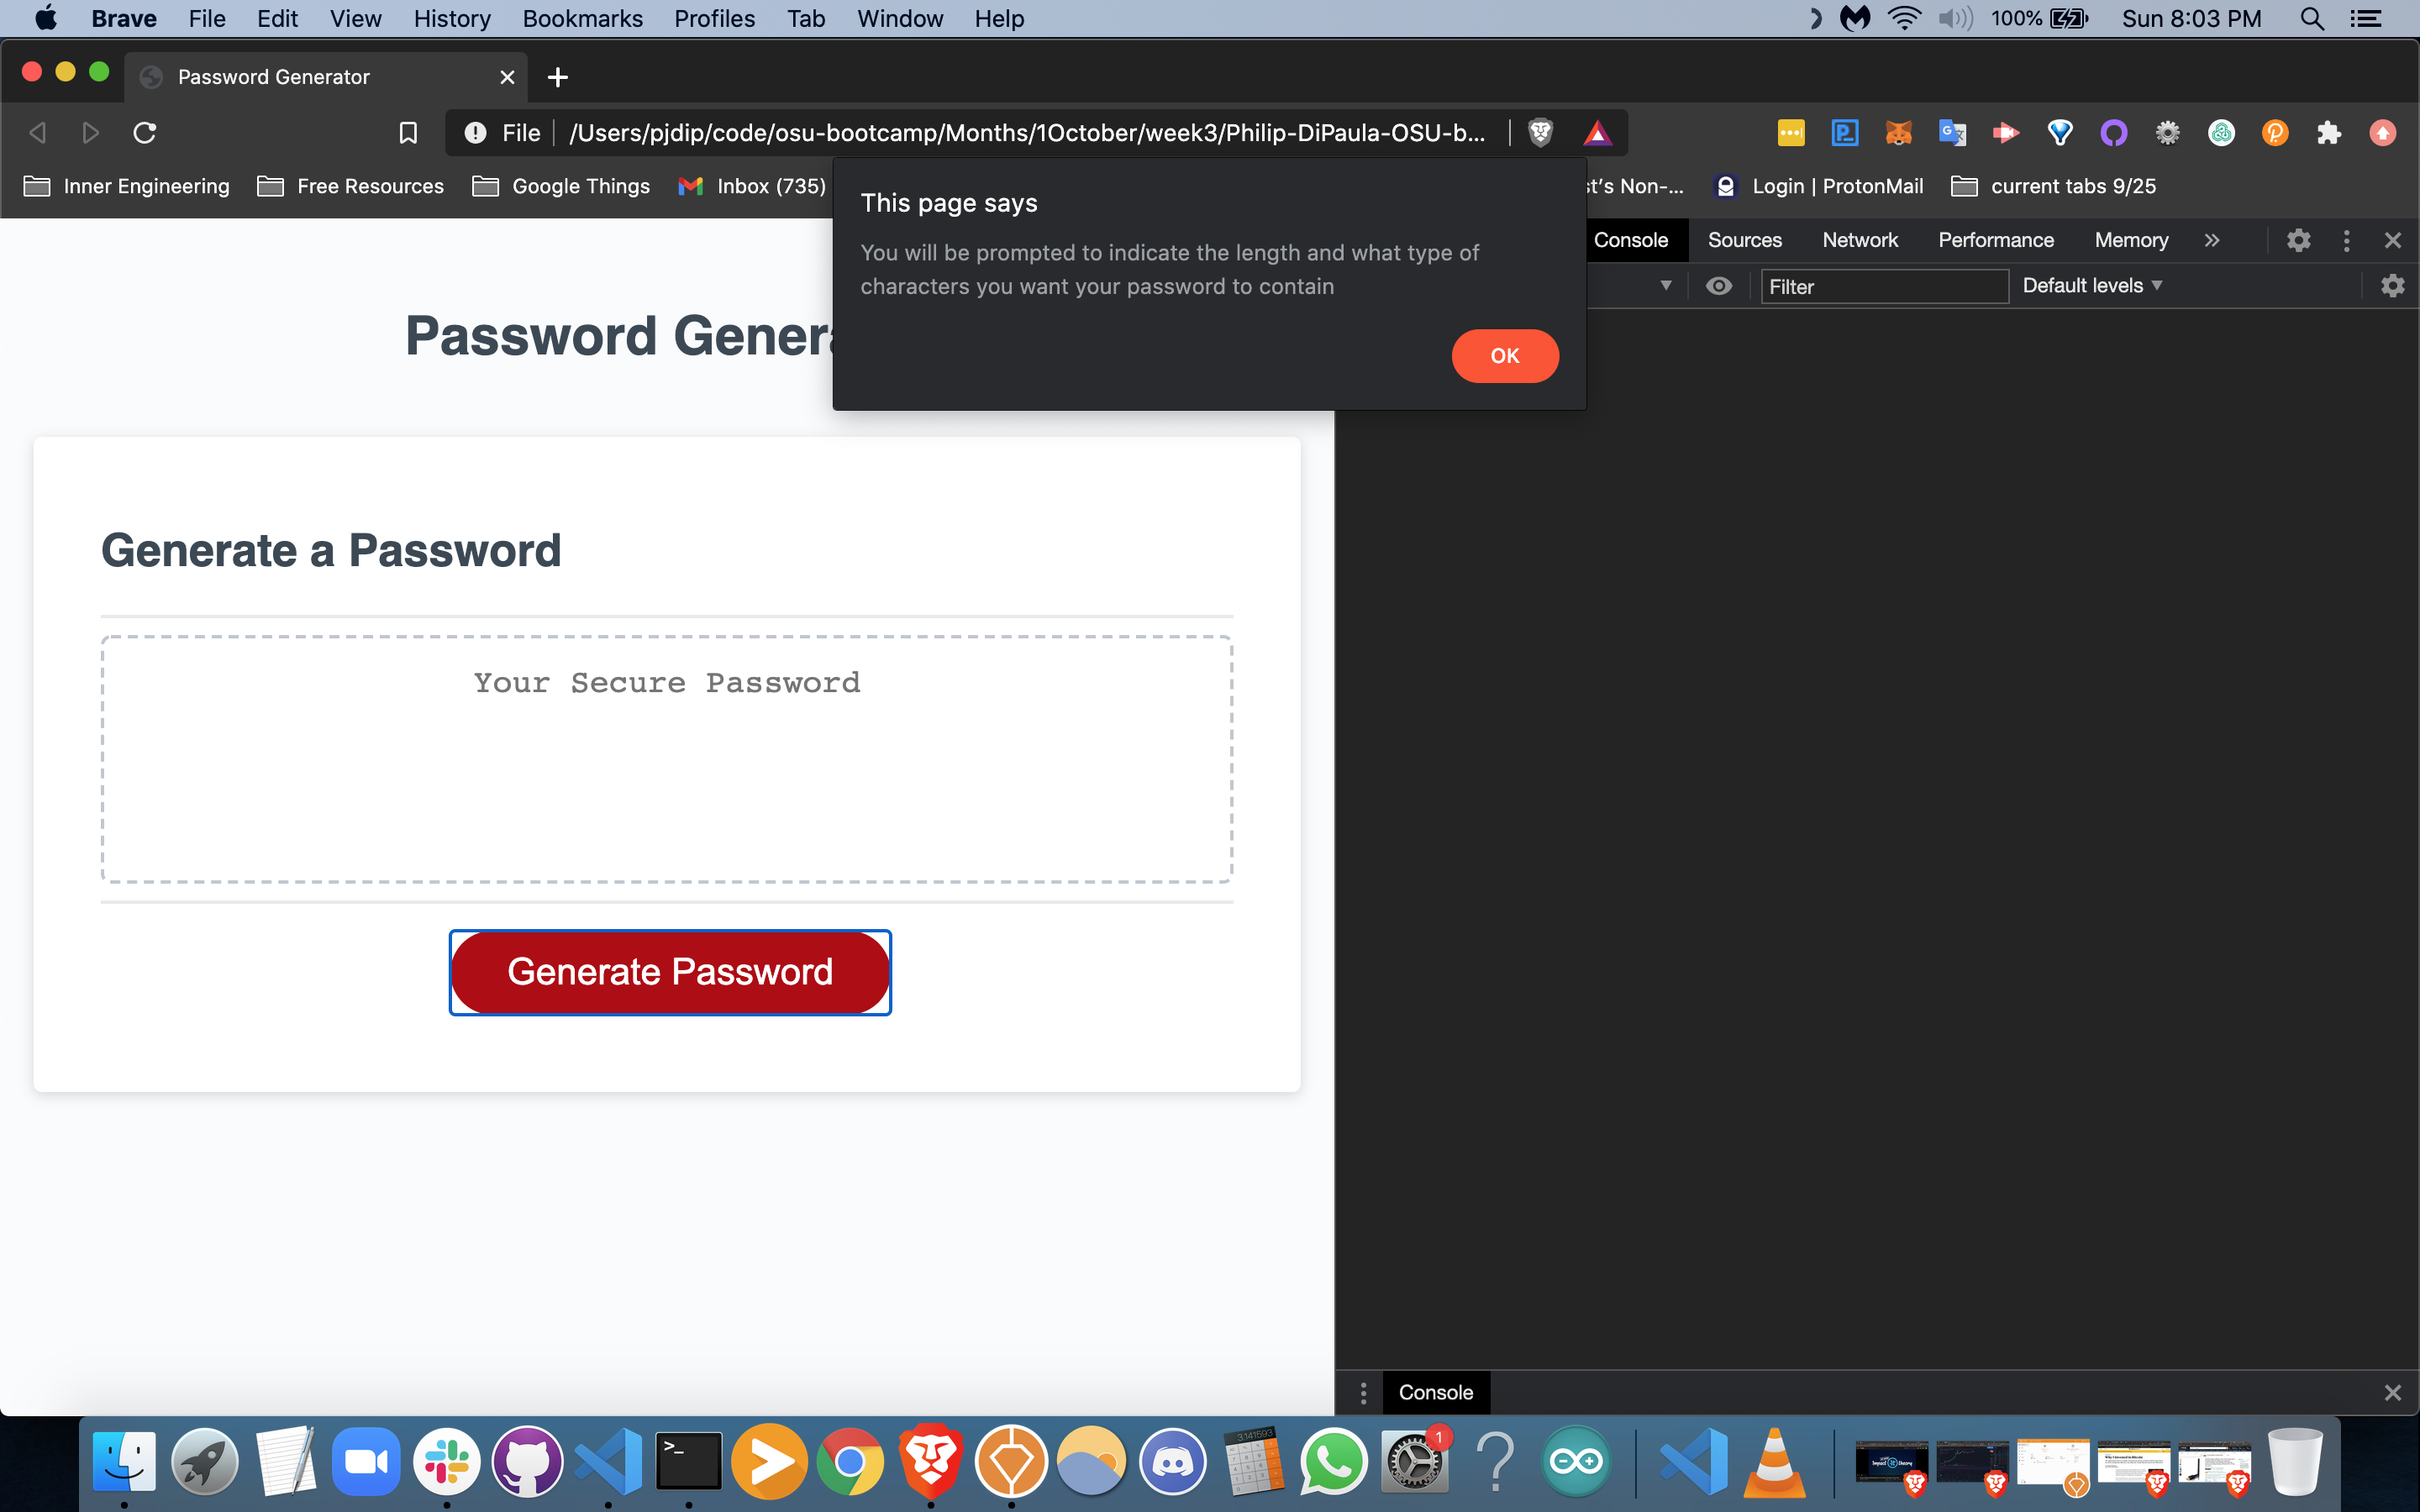 Brave File Edit View History Bookmarks Profiles Tab Window Help 100% Sun 8:03 PM
Password Generator
File /Users/pjdip/code/osu-bootcamp/Months/1October/week3/Philip-DiPaula-OSU-b...
Inner Engineering Free Resources Google Things Inbox (735) st's Non-... Login | ProtonMail current tabs 9/25
This page says
You will be prompted to indicate the length and what type of
characters you want your password to contain
OK
Console Sources Network Performance Memory
Filter Default levels
Password Genera
Generate a Password
Your Secure Password
Generate Password
Console
3.141593
1